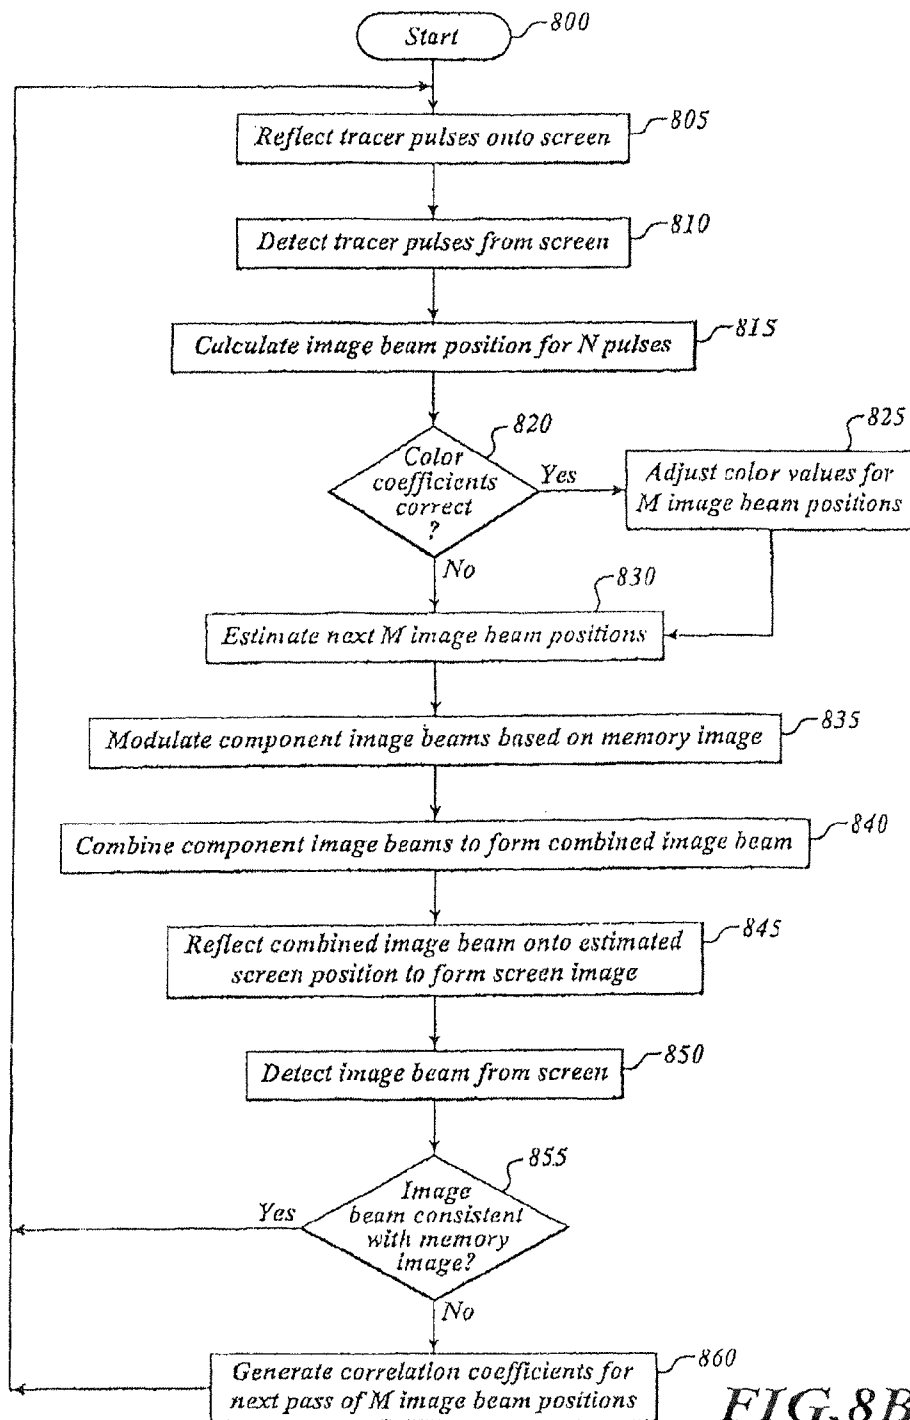 Start
800
Reflect tracer pulses onto screen
805
Detect tracer pulses from screen
810
Calculate image beam position for N pulses
815
820
Color
coefficients
correct
?
Yes
No
825
Adjust color values for
M image beam positions
830
Estimate next M image beam positions
835
Modulate component image beams based on memory image
840
Combine component image beams to form combined image beam
845
Reflect combined image beam onto estimated
screen position to form screen image
850
Detect image beam from screen
855
Image
beam consistent
with memory
image?
Yes
No
860
Generate correlation coefficients for
next pass of M image beam positions
FIG.8B